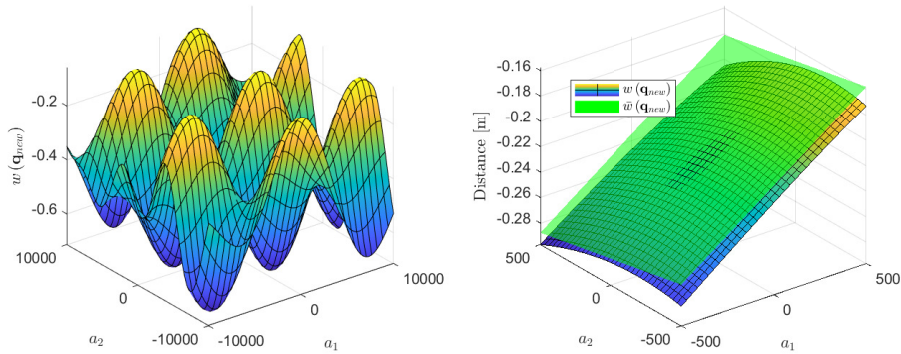 w (q_new)
-0.2
-0.4
-0.6
10000
0
-10000
a_2
-10000
0
10000
a_1
Distance [m]
-0.16
-0.18
-0.2
-0.22
-0.24
-0.26
-0.28
500
0
-500
a_2
-500
0
500
a_1
w (q_new)
w̄ (q_new)